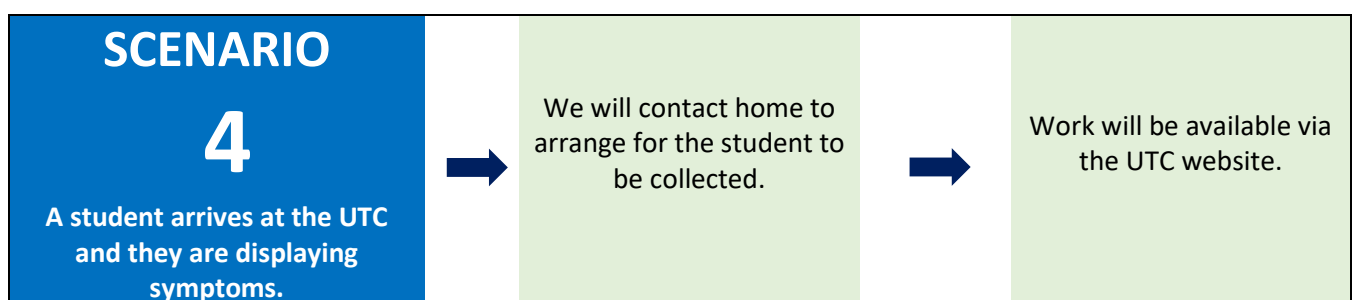 SCENARIO
4
A student arrives at the UTC
and they are displaying
symptoms.
We will contact home to
arrange for the student to
be collected.
Work will be available via
the UTC website.